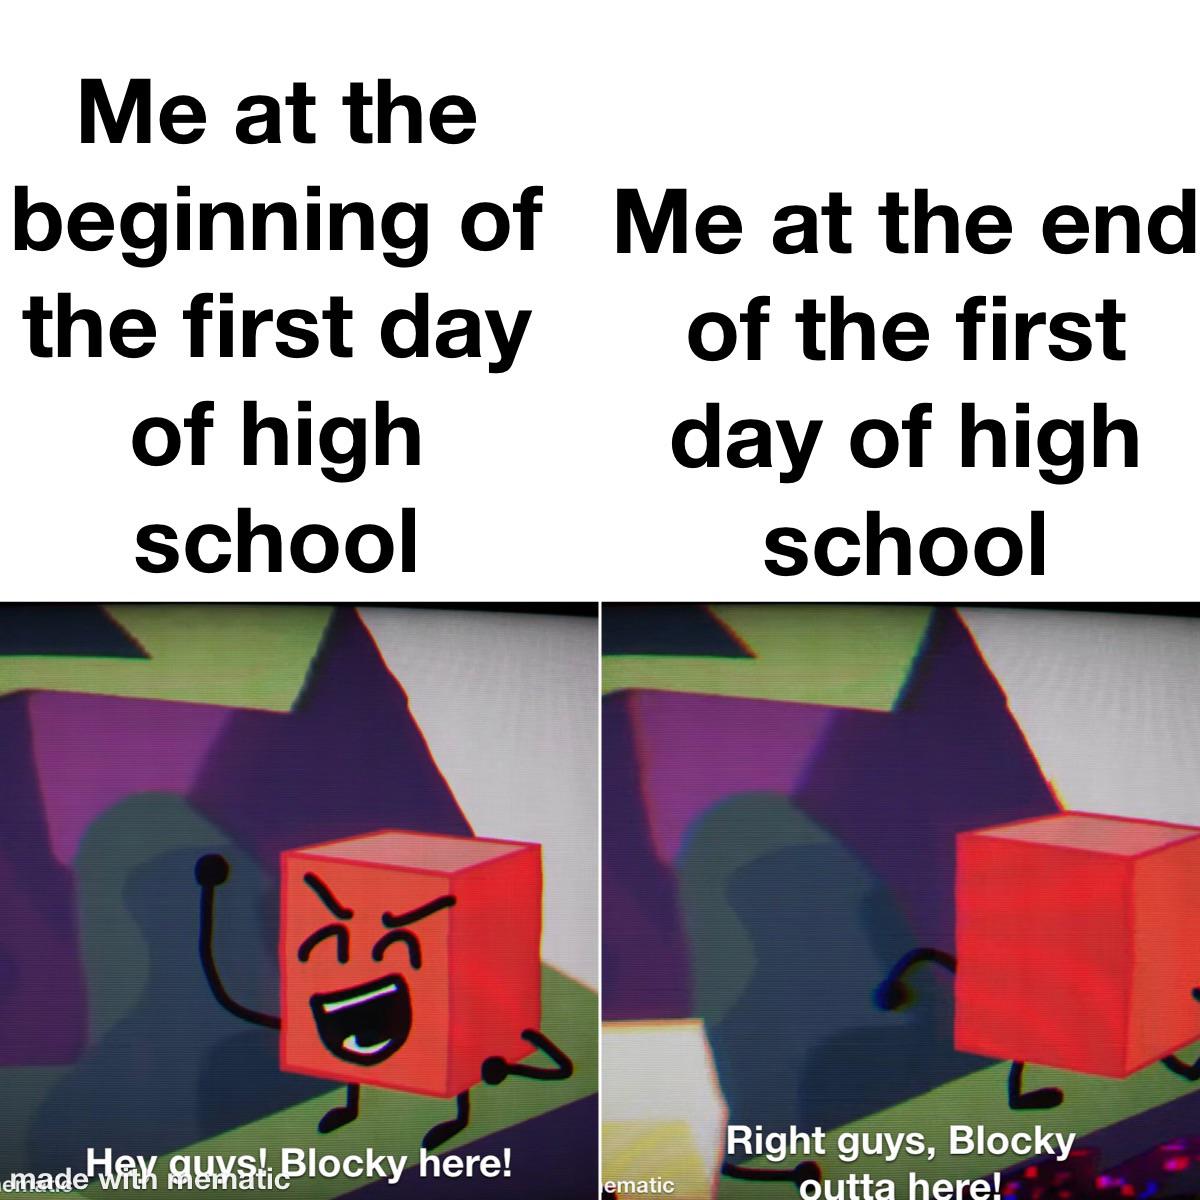 Me at the
beginning of
the first day
of high
school
Me at the end
of the first
day of high
school
Hey guys! Blocky here!
made with mematic
Right guys, Blocky
outta here!
ematic